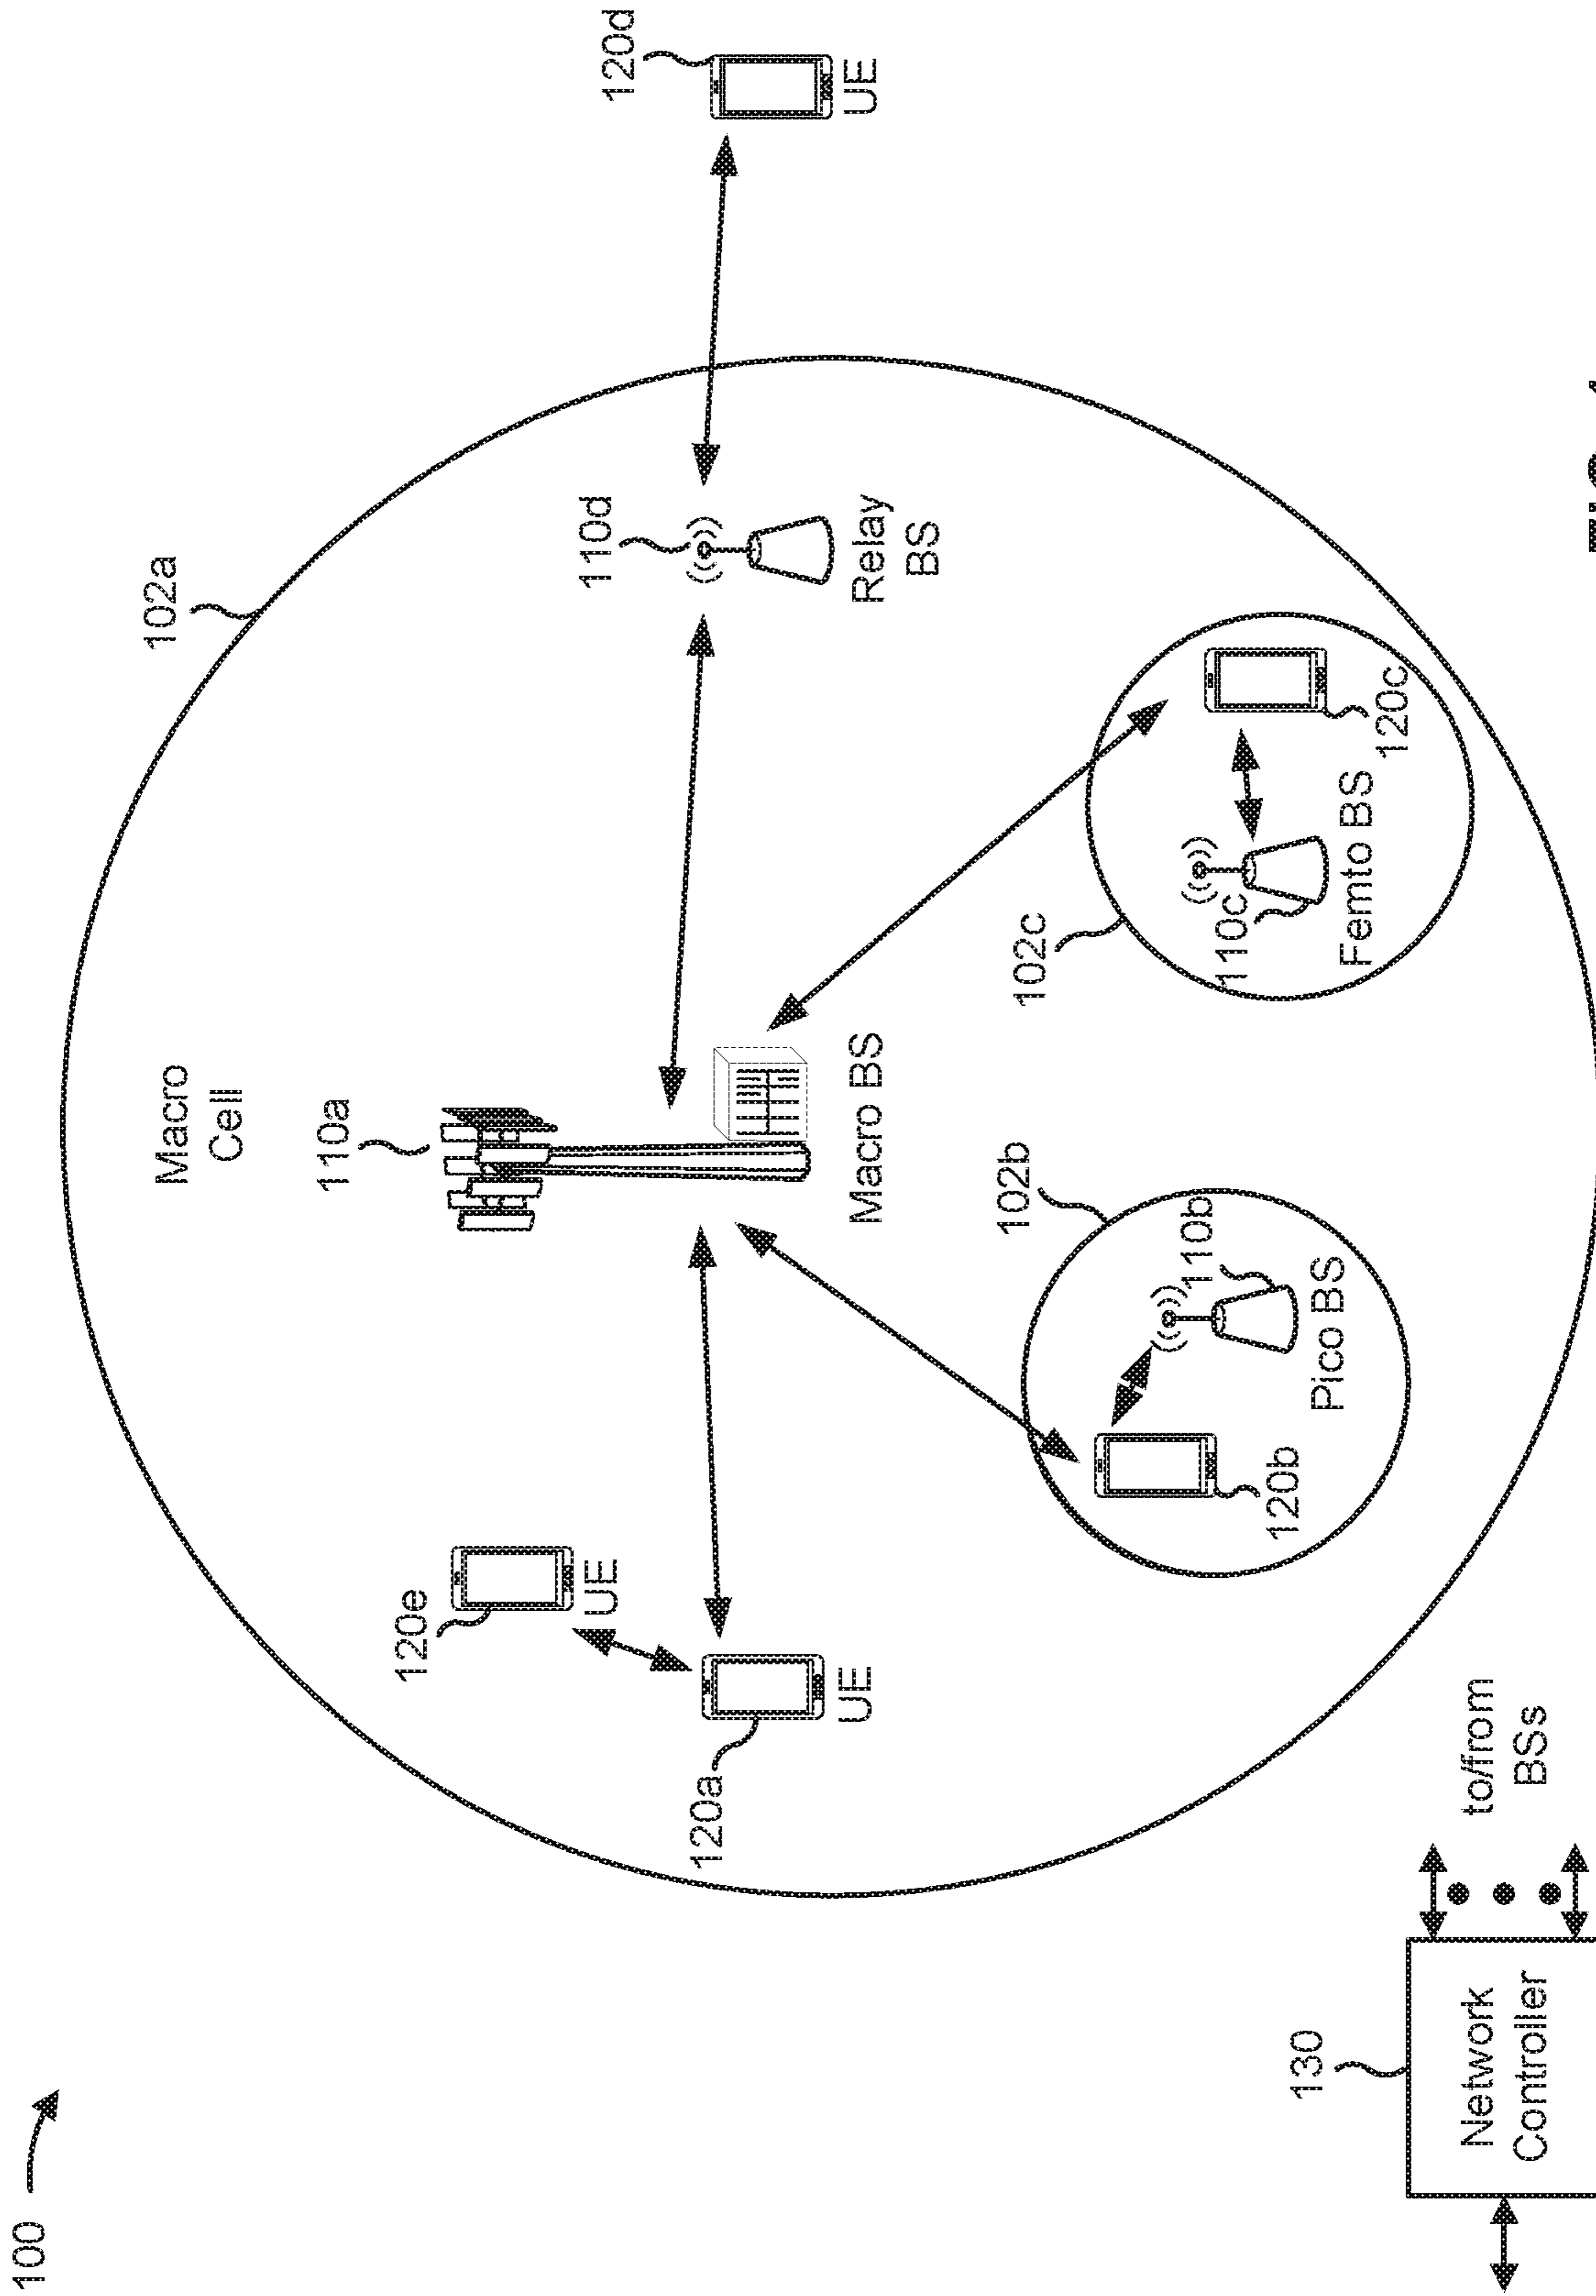 100
102a
Macro
Cell
110a
120d
UE
110d
Relay
BS
120e
UE
120a
UE
Macro BS
102b
110b
Pico BS
120b
102c
110c
Femto BS
120c
130
Network
Controller
to/from
BSs